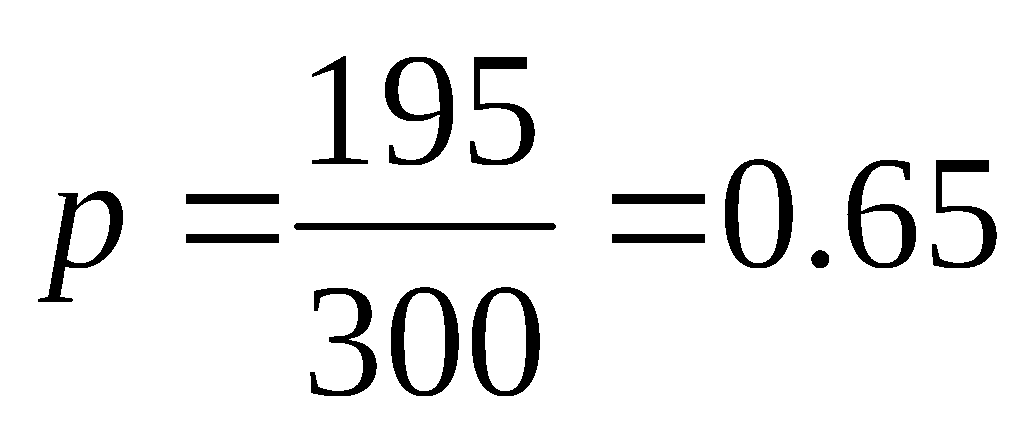 p = 195/300 = 0.65